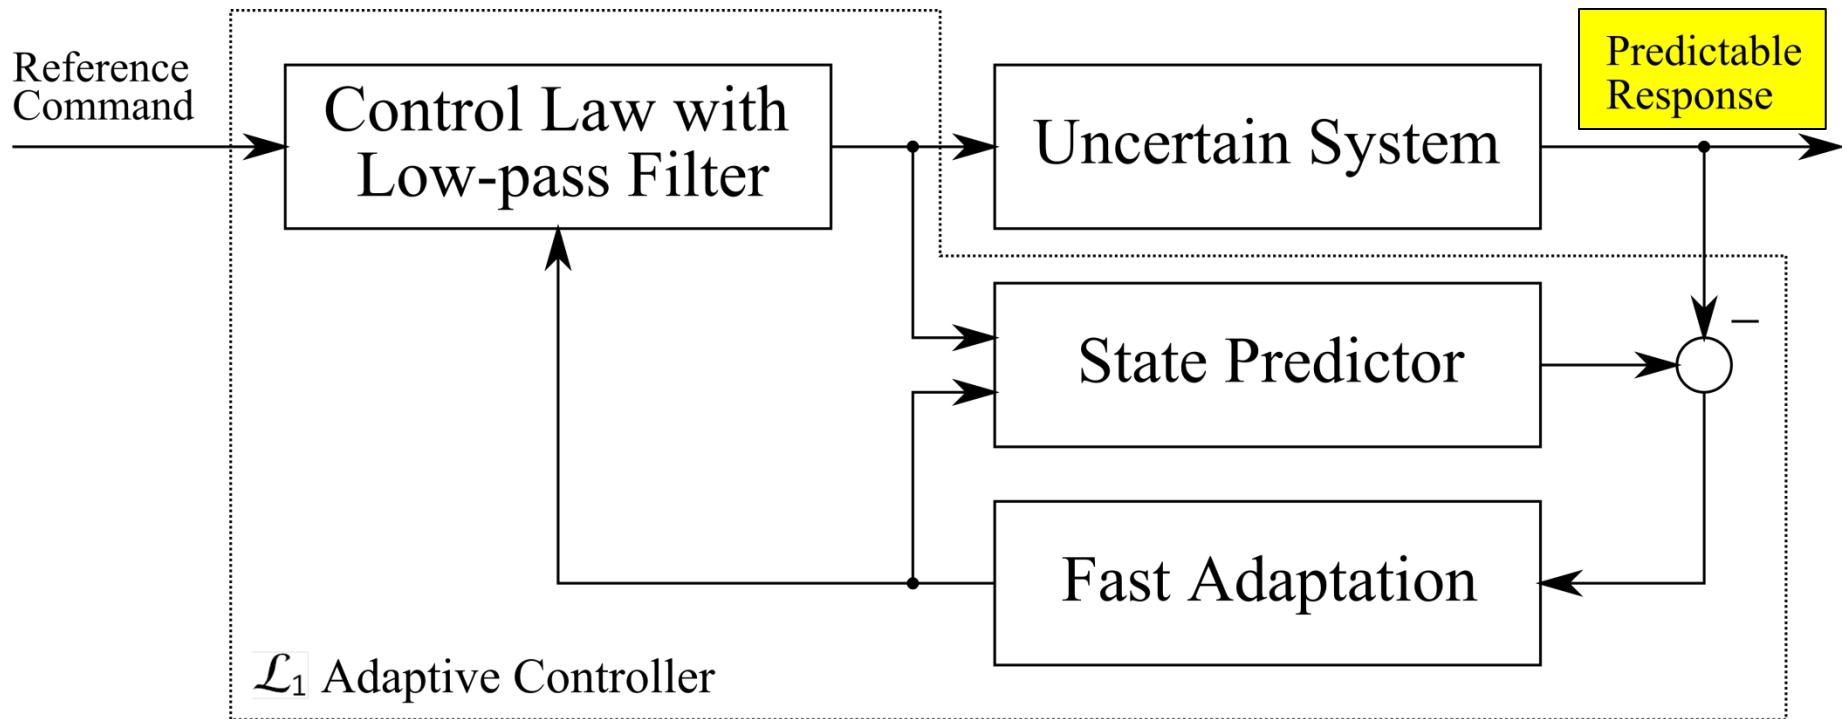 Reference
Command
Control Law with
Low-pass Filter
Uncertain System
Predictable
Response
–
State Predictor
Fast Adaptation
ℒ₁ Adaptive Controller